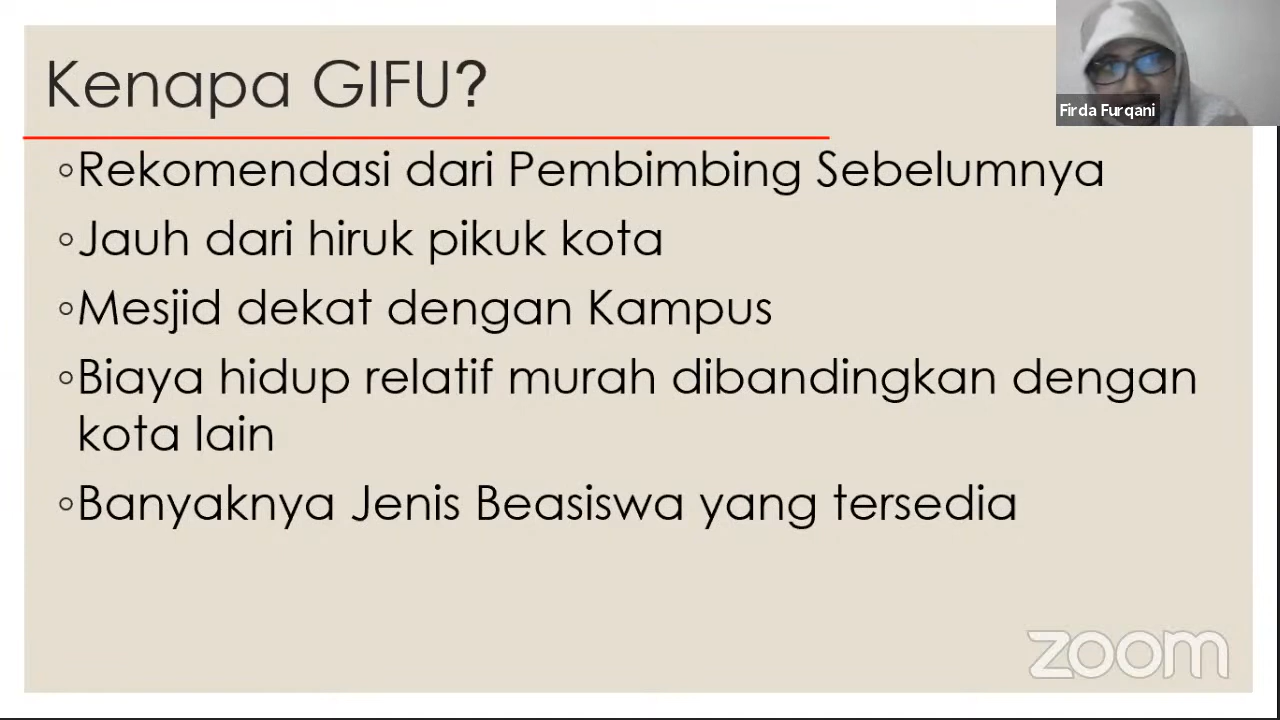 Kenapa GIFU?
Firda Furqani
◦Rekomendasi dari Pembimbing Sebelumnya
◦Jauh dari hiruk pikuk kota
◦Mesjid dekat dengan Kampus
◦Biaya hidup relatif murah dibandingkan dengan
kota lain
◦Banyaknya Jenis Beasiswa yang tersedia
zoom